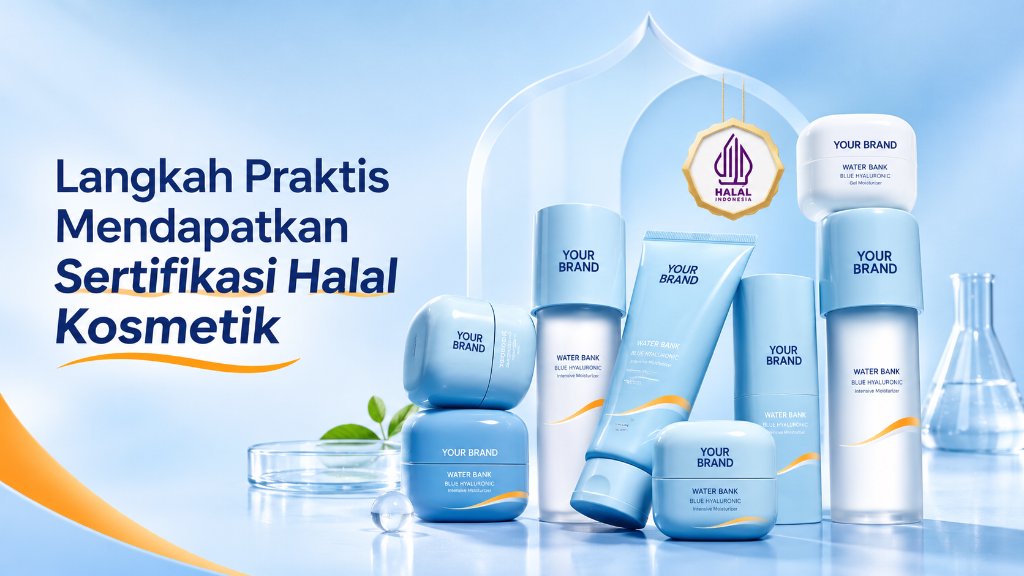 Langkah Praktis
Mendapatkan
Sertifikasi Halal
Kosmetik
HALAL
INDONESIA
YOUR BRAND
WATER BANK
BLUE HYALURONIC
Gel Moisturizer
YOUR
BRAND
YOUR
BRAND
WATER BANK
BLUE HYALURONIC
Intensive Moisturizer
YOUR
BRAND
WATER BANK
BLUE HYALURONIC
Intensive Moisturizer
YOUR
BRAND
WATER BANK
BLUE HYALURONIC
YOUR
BRAND
WATER BANK
BLUE HYALURONIC
Intensive Moisturizer
YOUR
BRAND
YOUR BRAND
WATER BANK
BLUE HYALURONIC
Intensive Moisturizer
YOUR
BRAND
WATER BANK
BLUE HYALURONIC
Intensive Moisturizer